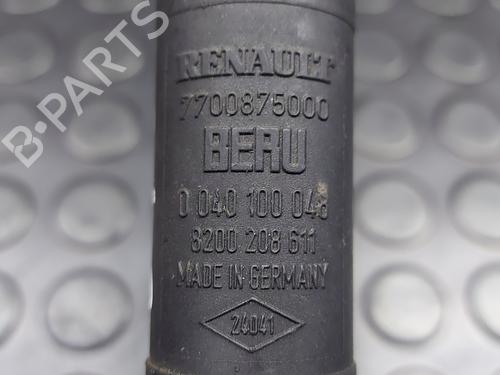 RENAULT
7700875000
BERU
0 040 100 048
8200 208 611
MADE IN GERMANY
24041
B-PARTS